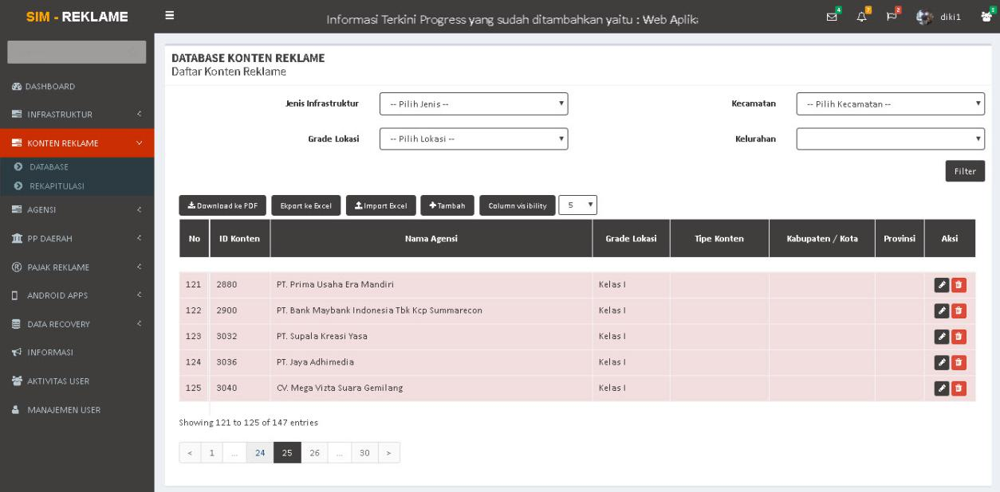 SIM - REKLAME
Informasi Terkini Progress yang sudah ditambahkan yaitu : Web Aplik
4
7
2
diki1
3
DASHBOARD
INFRASTRUKTUR
KONTEN REKLAME
DATABASE
REKAPITULASI
AGENSI
PP DAERAH
PAJAK REKLAME
ANDROID APPS
DATA RECOVERY
INFORMASI
AKTIVITAS USER
MANAJEMEN USER
DATABASE KONTEN REKLAME
Daftar Konten Reklame
Jenis Infrastruktur -- Pilih Jenis -- Kecamatan -- Pilih Kecamatan --
Grade Lokasi -- Pilih Lokasi -- Kelurahan
Filter
Download ke PDF Ekport ke Excel Import Excel Tambah Column visibility 5
No ID Konten Nama Agensi Grade Lokasi Tipe Konten Kabupaten / Kota Provinsi Aksi
121 2880 PT. Prima Usaha Era Mandiri Kelas I
122 2900 PT. Bank Maybank Indonesia Tbk Kcp Summarecon Kelas I
123 3032 PT. Supala Kreasi Yasa Kelas I
124 3036 PT. Jaya Adhimedia Kelas I
125 3040 CV. Mega Vizta Suara Gemilang Kelas I
Showing 121 to 125 of 147 entries
< 1 ... 24 25 26 ... 30 >